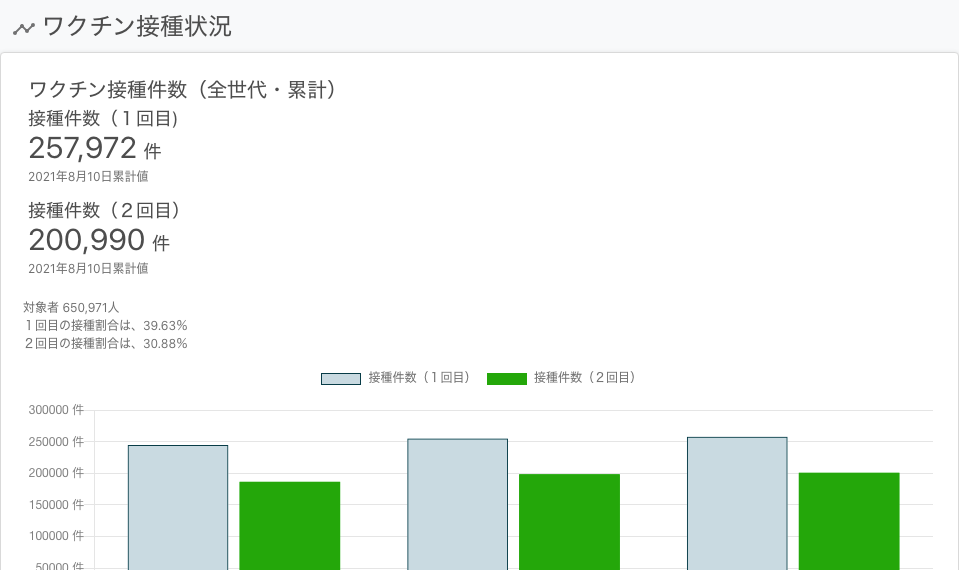 ワクチン接種状況
ワクチン接種件数（全世代・累計）
接種件数（１回目)
257,972 件
2021年8月10日累計値
接種件数（２回目）
200,990 件
2021年8月10日累計値
対象者 650,971人
１回目の接種割合は、39.63%
２回目の接種割合は、30.88%
接種件数（１回目） 接種件数（２回目）
300000 件
250000 件
200000 件
150000 件
100000 件
50000 件